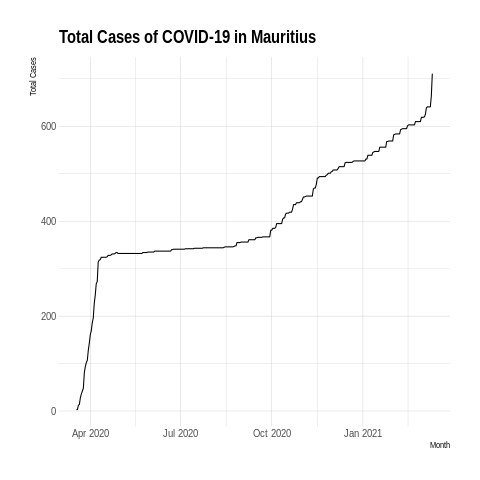 Total Cases of COVID-19 in Mauritius
Total Cases
600
400
200
0
Apr 2020 Jul 2020 Oct 2020 Jan 2021
Month